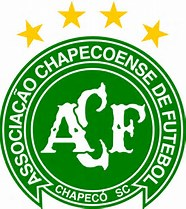 ASSOCIAÇÃO CHAPECOENSE DE FUTEBOL
ACF
CHAPECÓ SC